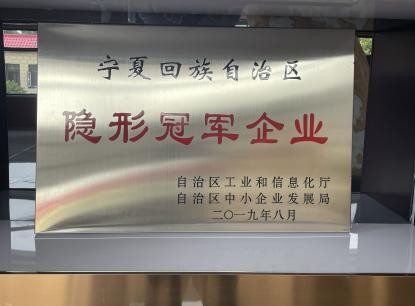 宁夏回族自治区
隐形冠军企业
自治区工业和信息化厅
自治区中小企业发展局
二〇一九年八月